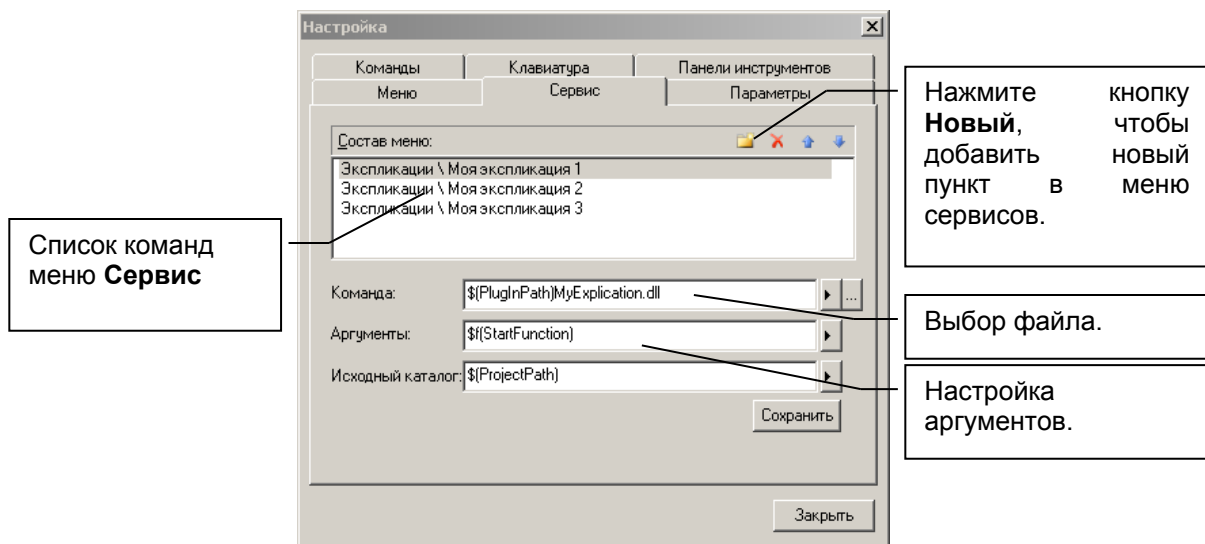 Настройка
Команды Клавиатура Панели инструментов
Меню Сервис Параметры
Состав меню:
Экспликации \ Моя экспликация 1
Экспликации \ Моя экспликация 2
Экспликации \ Моя экспликация 3
Команда: $(PlugInPath)MyExplication.dll ...
Аргументы: $f(StartFunction)
Исходный каталог: $(ProjectPath)
Сохранить
Закрыть
Список команд
меню Сервис
Нажмите кнопку
Новый, чтобы
добавить новый
пункт в меню
сервисов.
Выбор файла.
Настройка
аргументов.